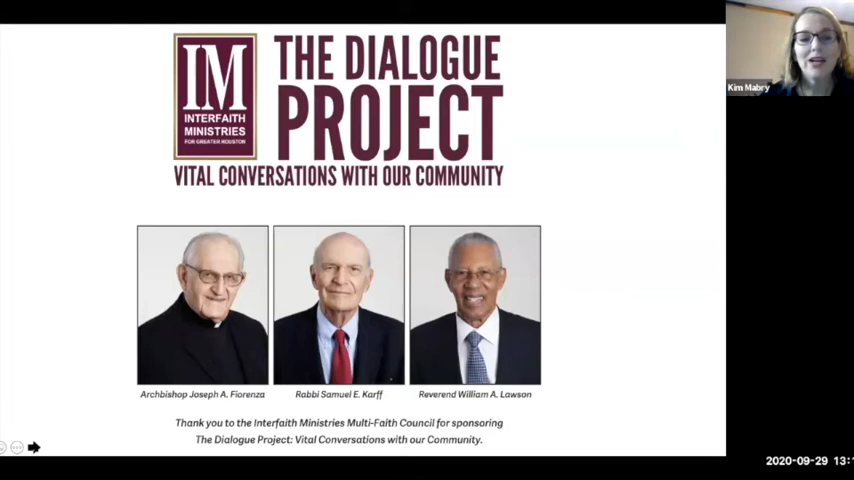 IM
INTERFAITH
MINISTRIES
FOR GREATER HOUSTON
THE DIALOGUE
PROJECT
VITAL CONVERSATIONS WITH OUR COMMUNITY
Kim Mabry
Archbishop Joseph A. Fiorenza
Rabbi Samuel E. Karff
Reverend William A. Lawson
Thank you to the Interfaith Ministries Multi-Faith Council for sponsoring
The Dialogue Project: Vital Conversations with our Community.
2020-09-29 13:1